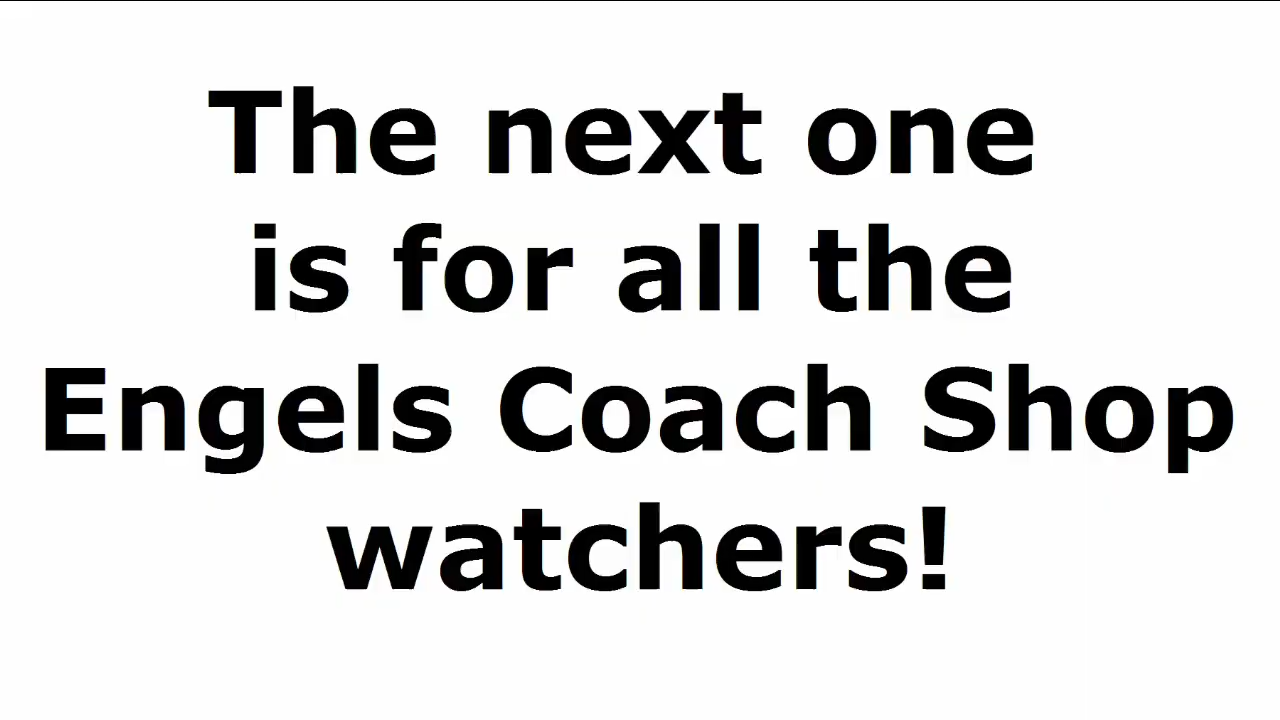 The next one
is for all the
Engels Coach Shop
watchers!